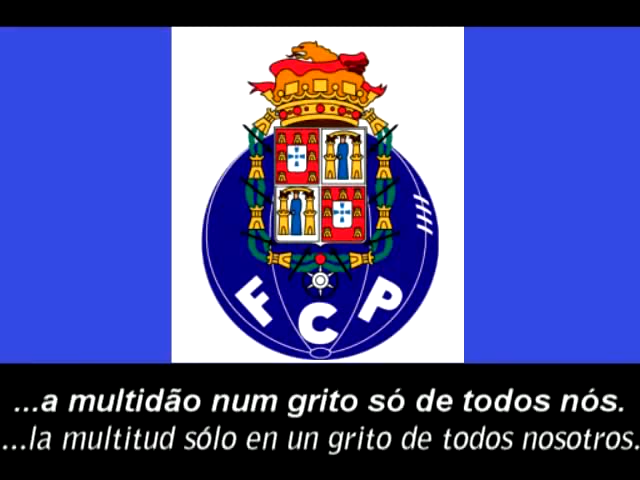 FCP
...a multidão num grito só de todos nós.
...la multitud sólo en un grito de todos nosotros.